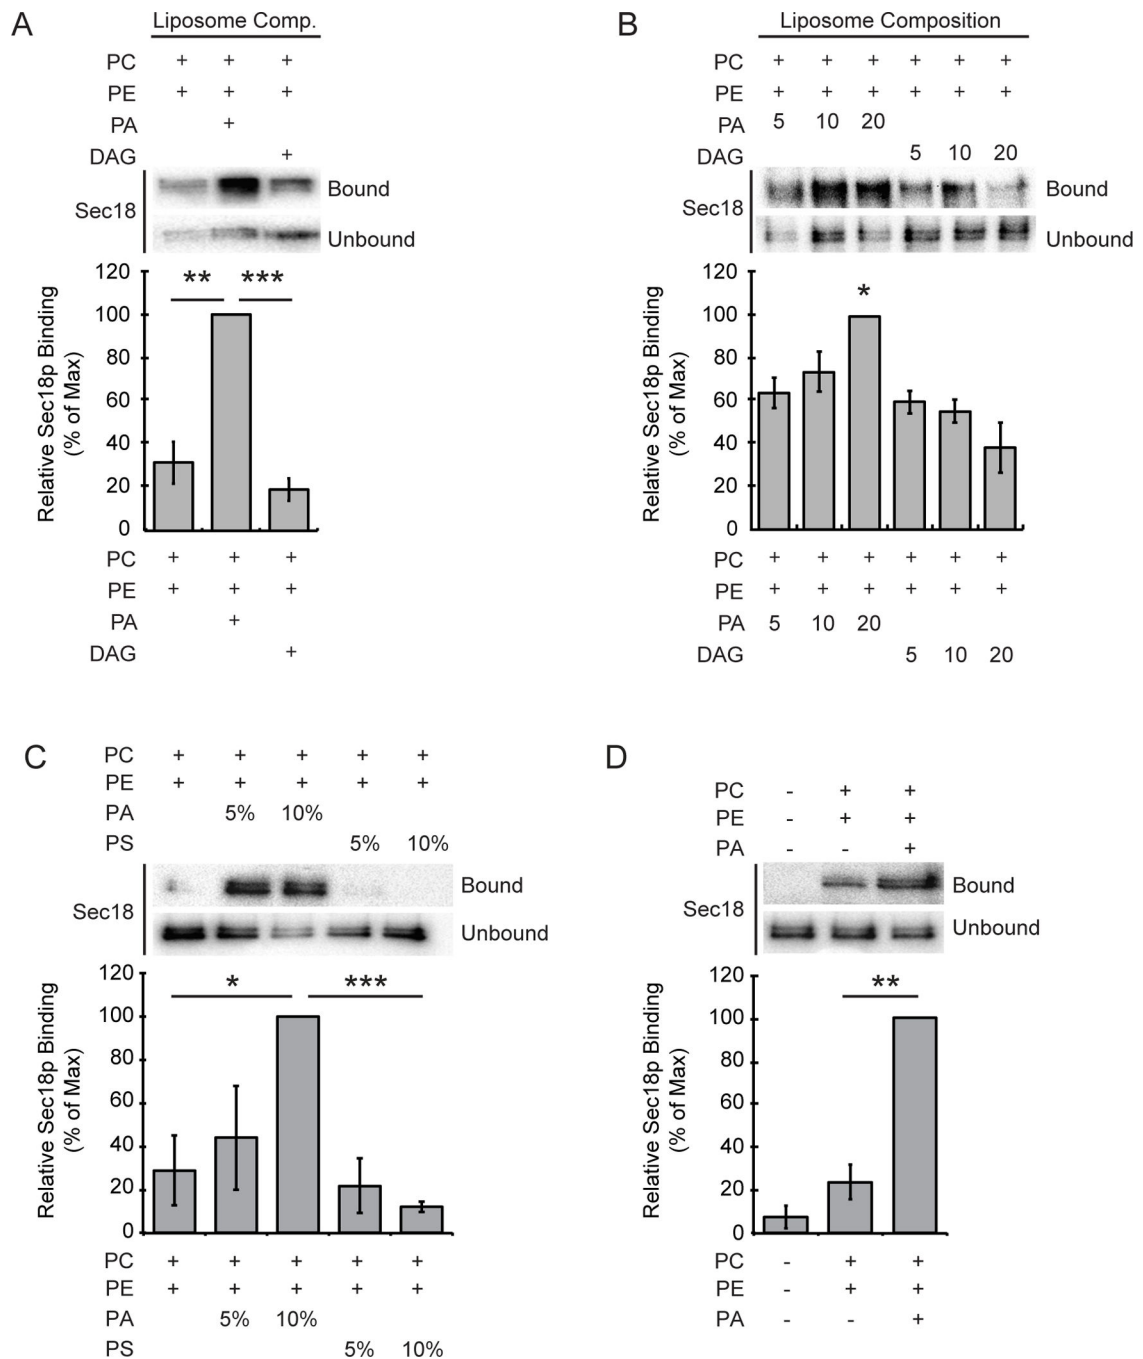 A
Liposome Comp.
PC + + +
PE + + +
PA +
DAG +
Sec18
Bound
Unbound
** ***
Relative Sec18p Binding
(% of Max)
120
100
80
60
40
20
0
PC + + +
PE + + +
PA +
DAG +
B
Liposome Composition
PC + + + + + +
PE + + + + + +
PA 5 10 20
DAG 5 10 20
Sec18
Bound
Unbound
*
Relative Sec18p Binding
(% of Max)
120
100
80
60
40
20
0
PC + + + + + +
PE + + + + + +
PA 5 10 20
DAG 5 10 20
C
PC + + + + +
PE + + + + +
PA 5% 10%
PS 5% 10%
Sec18
Bound
Unbound
* ***
Relative Sec18p Binding
(% of Max)
120
100
80
60
40
20
0
PC + + + + +
PE + + + + +
PA 5% 10%
PS 5% 10%
D
PC - + +
PE - + +
PA - - +
Sec18
Bound
Unbound
**
Relative Sec18p Binding
(% of Max)
120
100
80
60
40
20
0
PC - + +
PE - + +
PA - - +